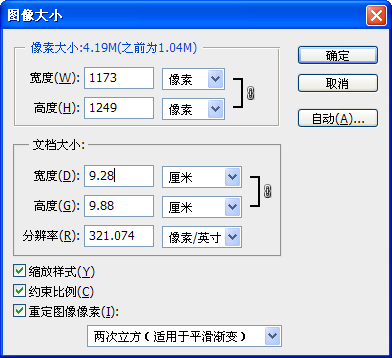 图像大小
像素大小:4.19M(之前为1.04M)
宽度(W): 1173 像素
高度(H): 1249 像素
确定
取消
自动(A)...
文档大小:
宽度(D): 9.28 厘米
高度(G): 9.88 厘米
分辨率(R): 321.074 像素/英寸
缩放样式(Y)
约束比例(C)
重定图像像素(I):
两次立方(适用于平滑渐变)